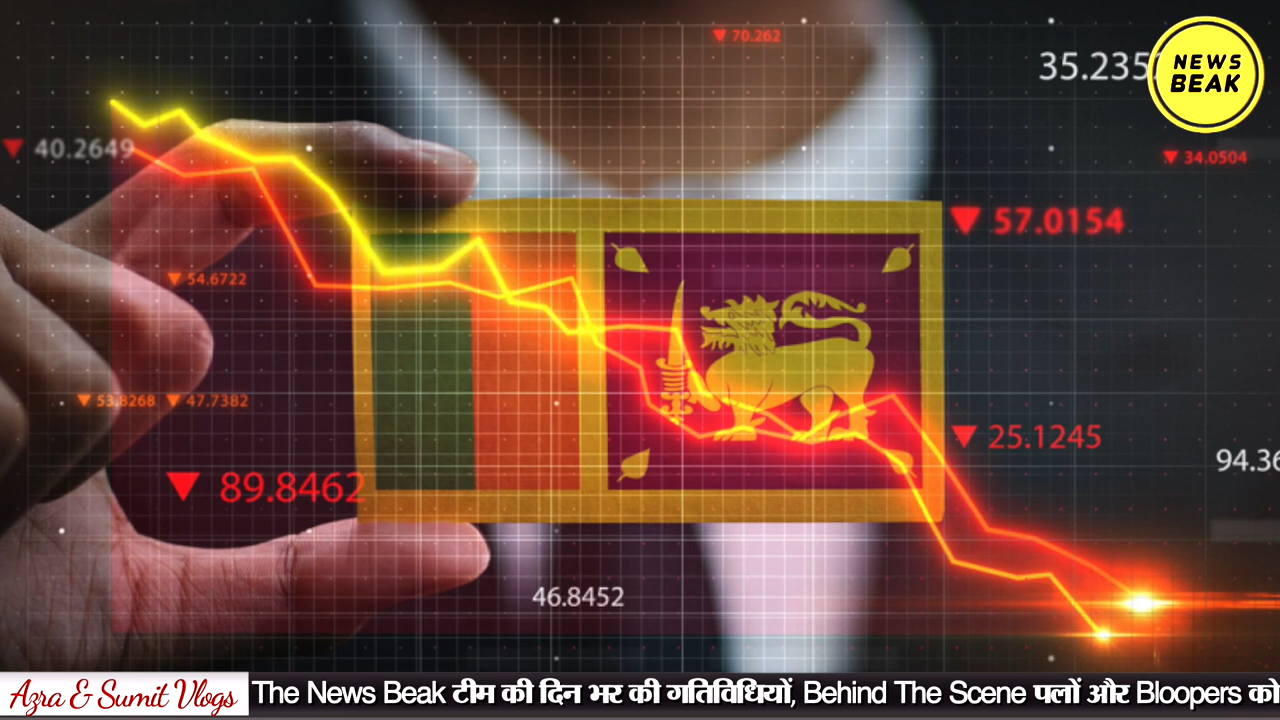 ▼ 70.262
35.235
NEWS
BEAK
▼ 40.2649
▼ 34.0504
▼ 57.0154
▼ 54.6722
▼ 53.8268 ▼ 47.7382
▼ 25.1245
94.36
▼ 89.8462
46.8452
Azra & Sumit Vlogs The News Beak टीम की दिन भर की गतिविधियों, Behind The Scene पलों और Bloopers को